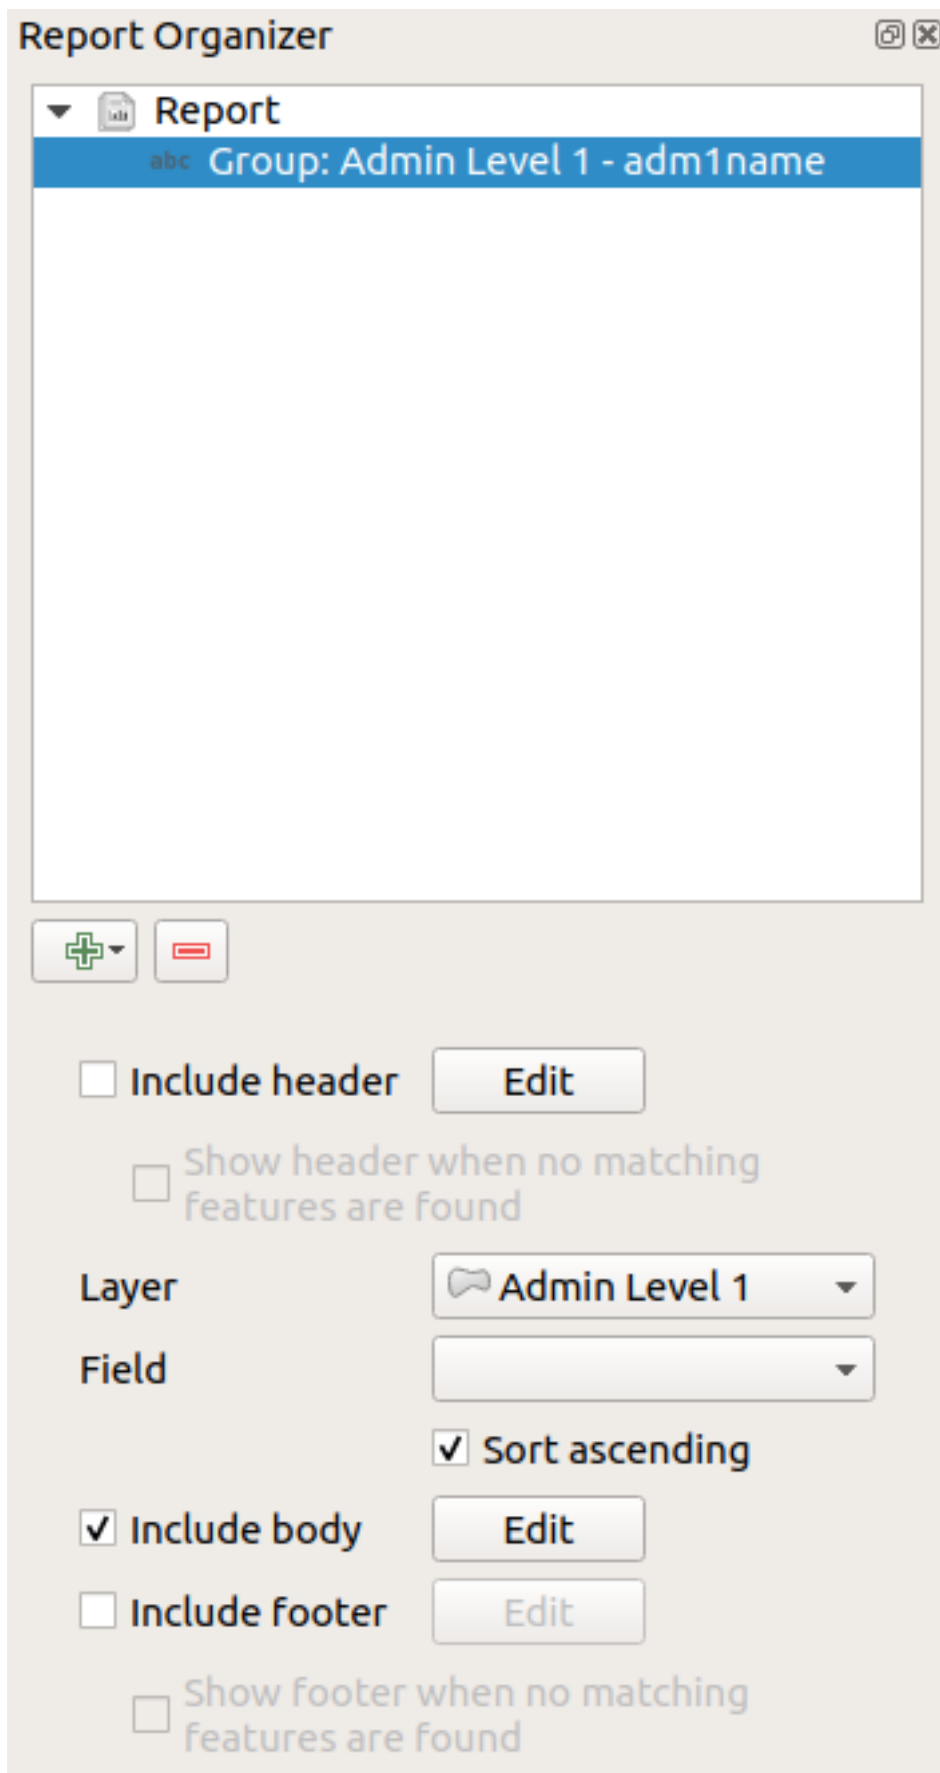 Report Organizer
Report
abc Group: Admin Level 1 - adm1name
Include header Edit
Show header when no matching
features are found
Layer Admin Level 1
Field
Sort ascending
Include body Edit
Include footer Edit
Show footer when no matching
features are found